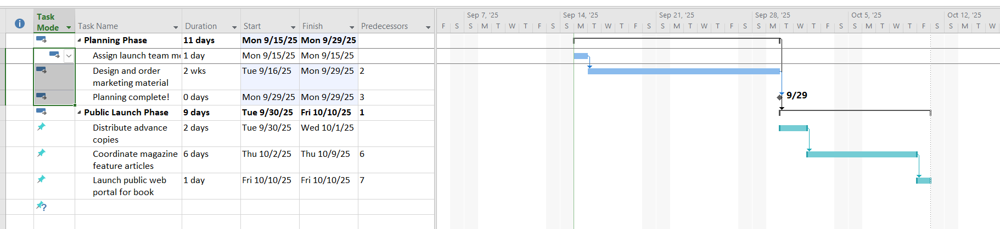 Sep 7, '25 Sep 14, '25 Sep 21, '25 Sep 28, '25 Oct 5, '25 Oct 12, '25
Task Mode Task Name Duration Start Finish Predecessors
F S S M T W T F S S M T W T F S S M T W T F S S M T W T F S S M T W T F S S M T W
Planning Phase 11 days Mon 9/15/25 Mon 9/29/25
Assign launch team me 1 day Mon 9/15/25 Mon 9/15/25
Design and order 2 wks Tue 9/16/25 Mon 9/29/25 2
marketing material
Planning complete! 0 days Mon 9/29/25 Mon 9/29/25 3 9/29
Public Launch Phase 9 days Tue 9/30/25 Fri 10/10/25 1
Distribute advance 2 days Tue 9/30/25 Wed 10/1/25
copies
Coordinate magazine 6 days Thu 10/2/25 Thu 10/9/25 6
feature articles
Launch public web 1 day Fri 10/10/25 Fri 10/10/25 7
portal for book